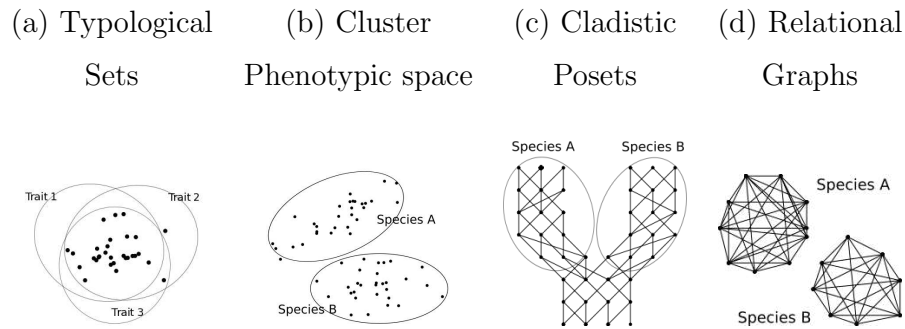 (a) Typological
Sets
(b) Cluster
Phenotypic space
(c) Cladistic
Posets
(d) Relational
Graphs
Trait 1
Trait 2
Trait 3
Species A
Species B
Species A
Species B
Species A
Species B